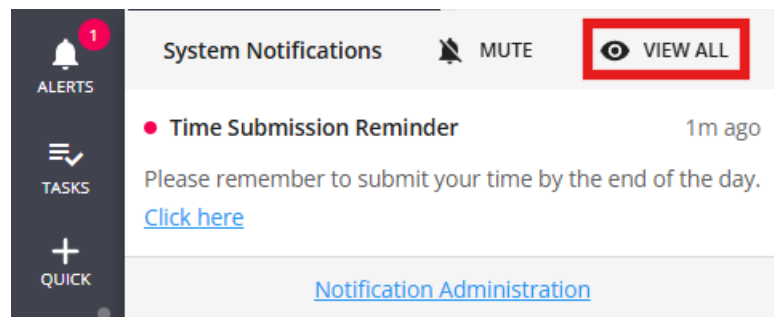 1
ALERTS
TASKS
QUICK
System Notifications MUTE VIEW ALL
Time Submission Reminder 1m ago
Please remember to submit your time by the end of the day.
Click here
Notification Administration